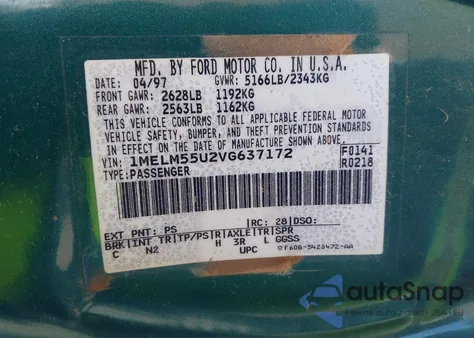 MFD. BY FORD MOTOR CO. IN U.S.A.
DATE: 04/97 GVWR: 5166LB/2343KG
FRONT GAWR: 2628LB 1192KG
REAR GAWR: 2563LB 1162KG
THIS VEHICLE CONFORMS TO ALL APPLICABLE FEDERAL MOTOR
VEHICLE SAFETY, BUMPER, AND THEFT PREVENTION STANDARDS
IN EFFECT ON THE DATE OF MANUFACTURE SHOWN ABOVE.
VIN: 1MELM55U2VG637172 F0141
TYPE: PASSENGER R0218
EXT PNT: PS |RC: 28|DSO:
BRK|INT TR|TP/PS|R|AXLE|TR|SPR
C N2 H 3R L GGSS
UPC
autoSnap